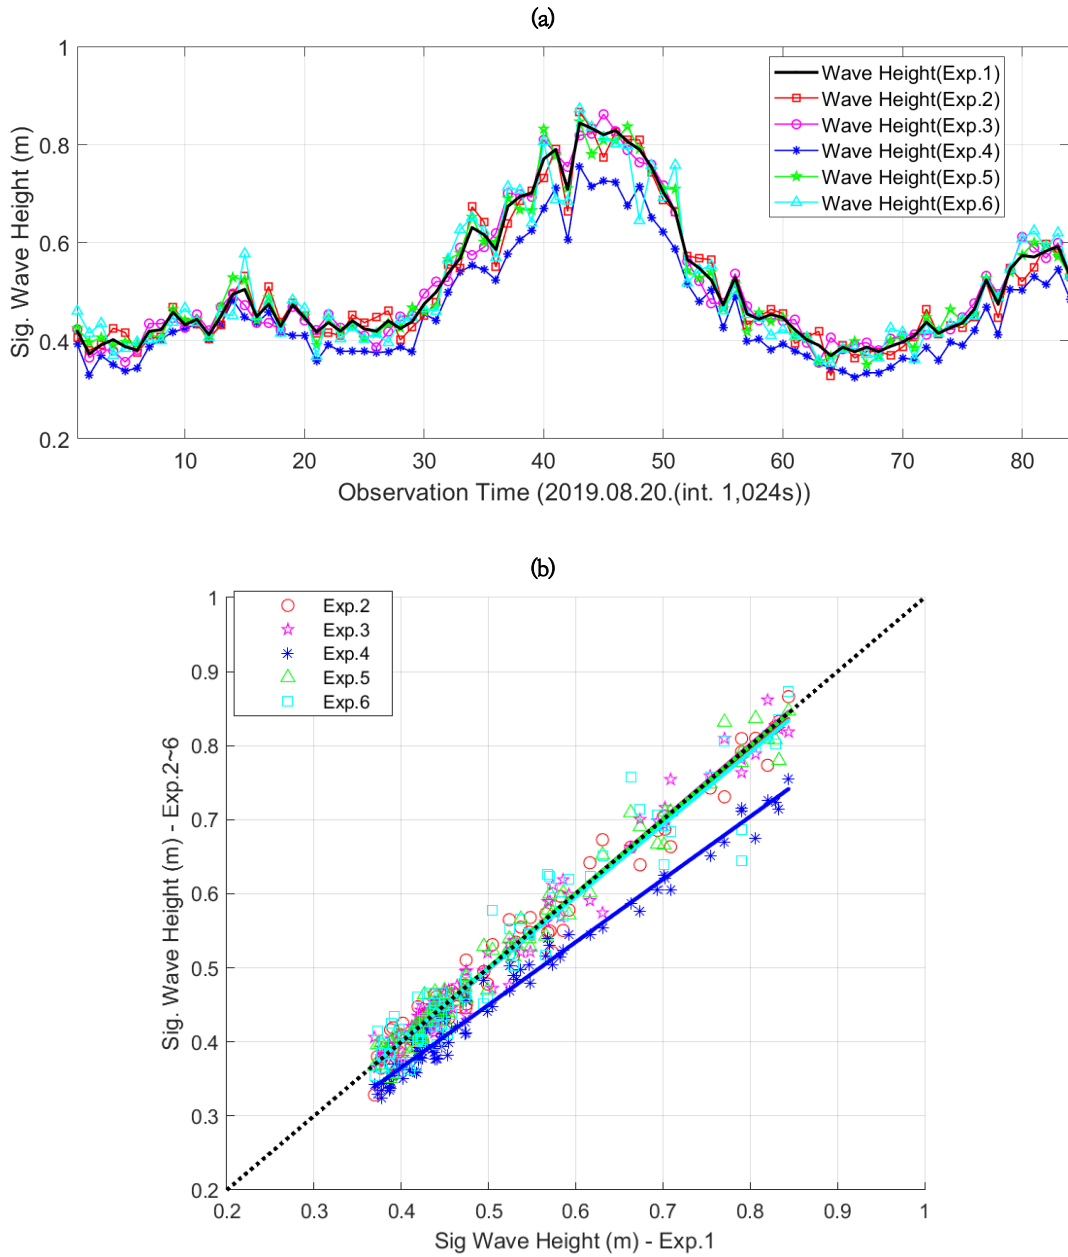 (a)
1
0.8
0.6
0.4
0.2
Sig. Wave Height (m)
Wave Height(Exp.1)
Wave Height(Exp.2)
Wave Height(Exp.3)
Wave Height(Exp.4)
Wave Height(Exp.5)
Wave Height(Exp.6)
10 20 30 40 50 60 70 80
Observation Time (2019.08.20.(int. 1,024s))
(b)
1
0.9
0.8
0.7
0.6
0.5
0.4
0.3
0.2
Sig. Wave Height (m) - Exp.2~6
Exp.2
Exp.3
Exp.4
Exp.5
Exp.6
0.2 0.3 0.4 0.5 0.6 0.7 0.8 0.9 1
Sig Wave Height (m) - Exp.1